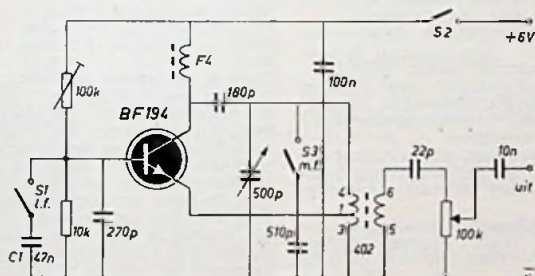 S2
+6V
F4
100k
180p
100n
BF194
S1
l.f.
S3
m.f.
500p
22p
10n
uit
4
1
3
6
5
402
100k
10k
270p
510p
C1
47n